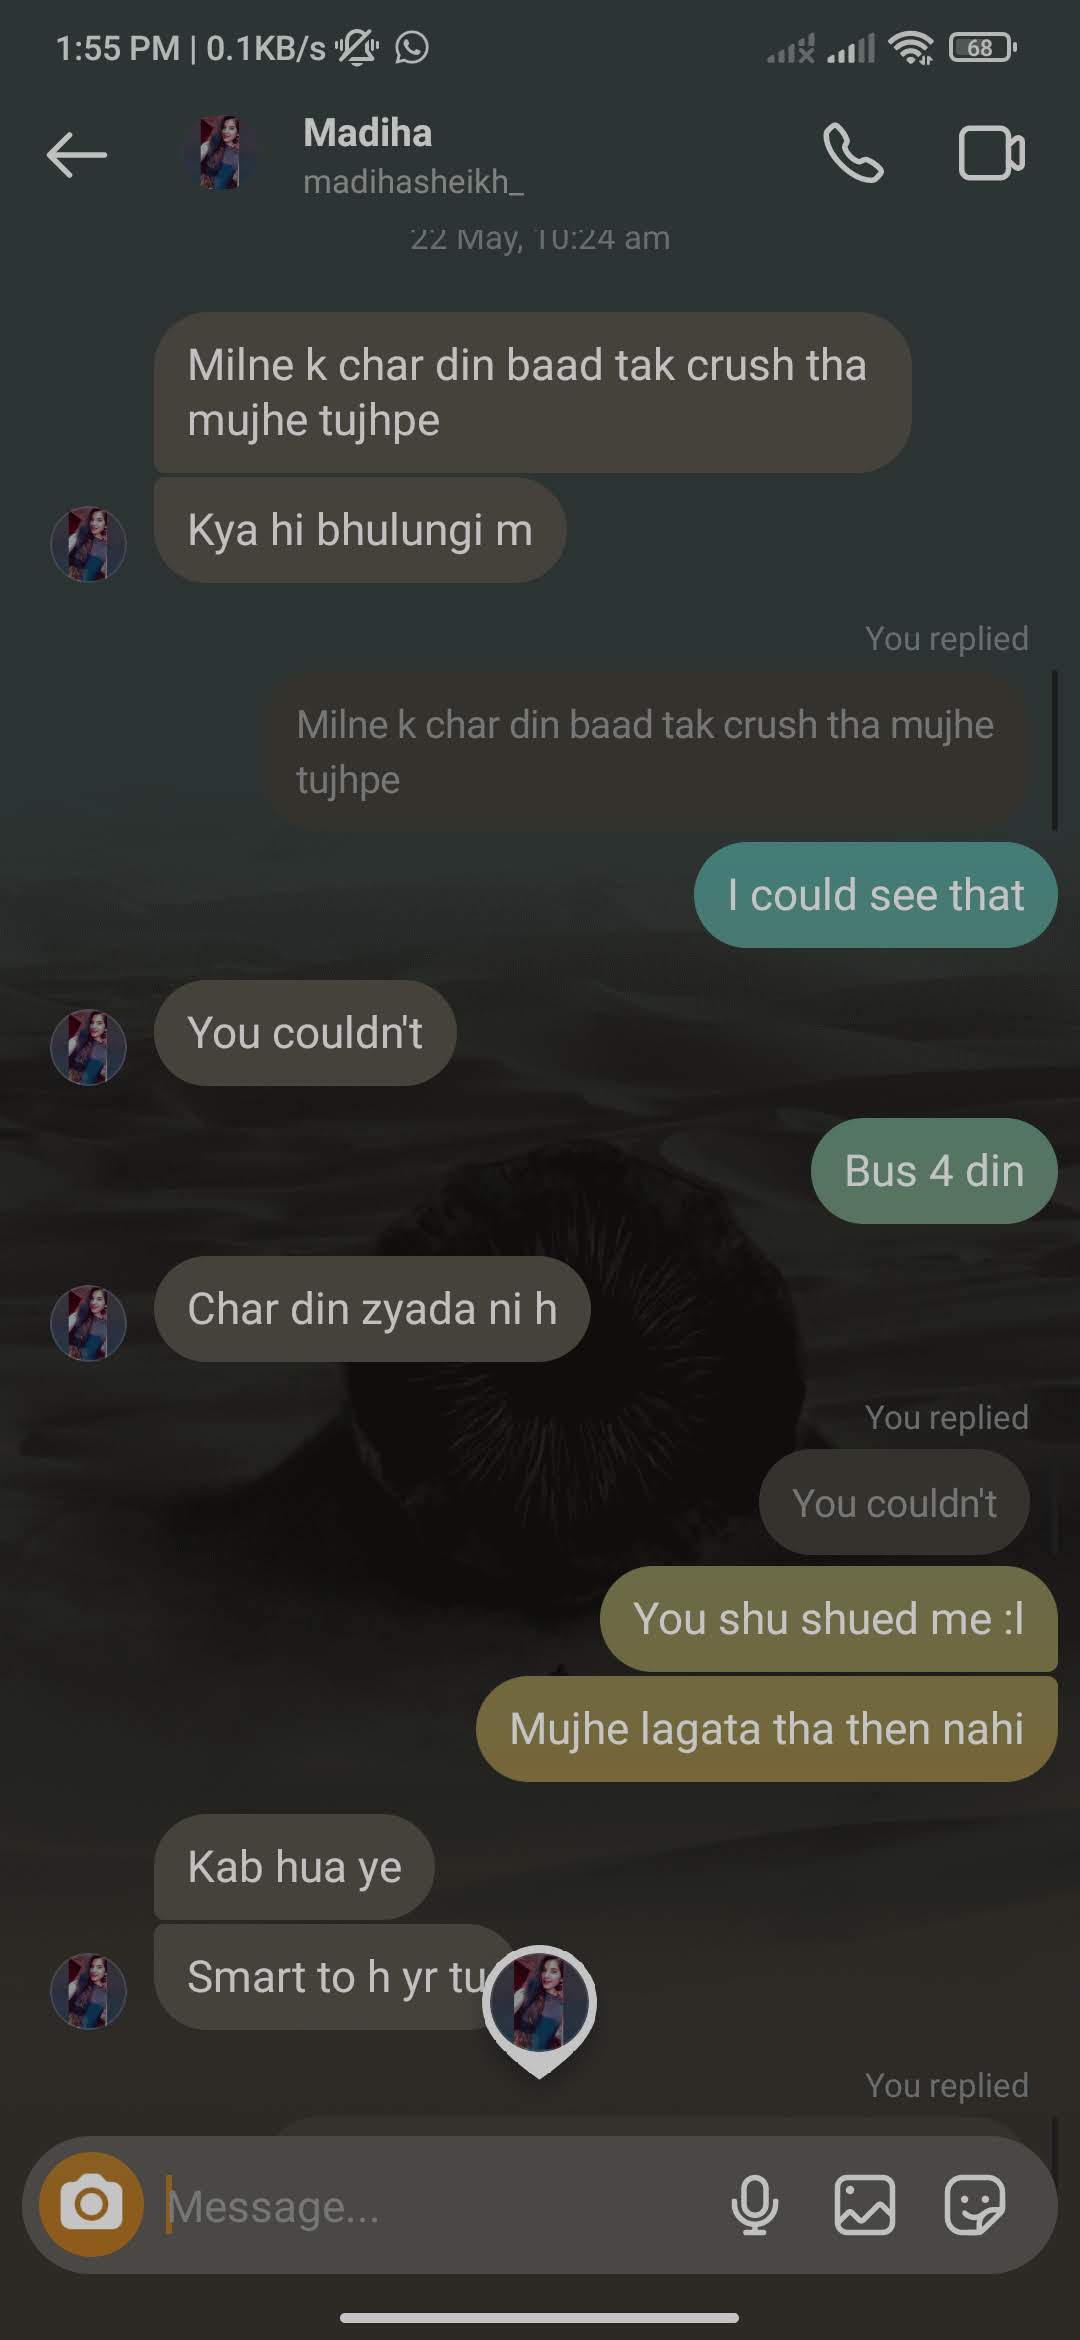 1:55 PM | 0.1KB/s
68
Madiha
madihasheikh_
22 May, 10:24 am
Milne k char din baad tak crush tha
mujhe tujhpe
Kya hi bhulungi m
You replied
Milne k char din baad tak crush tha mujhe
tujhpe
I could see that
You couldn't
Bus 4 din
Char din zyada ni h
You replied
You couldn't
You shu shued me :l
Mujhe lagata tha then nahi
Kab hua ye
Smart to h yr tu
You replied
Message...